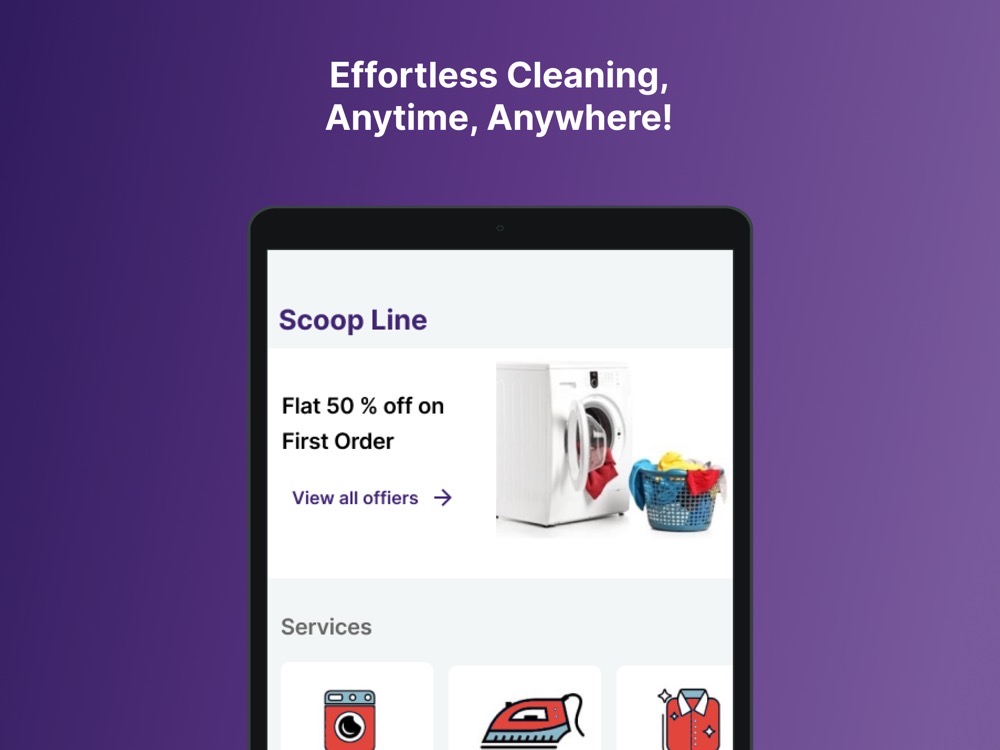 Effortless Cleaning,
Anytime, Anywhere!
Scoop Line
Flat 50 % off on
First Order
View all offiers
Services